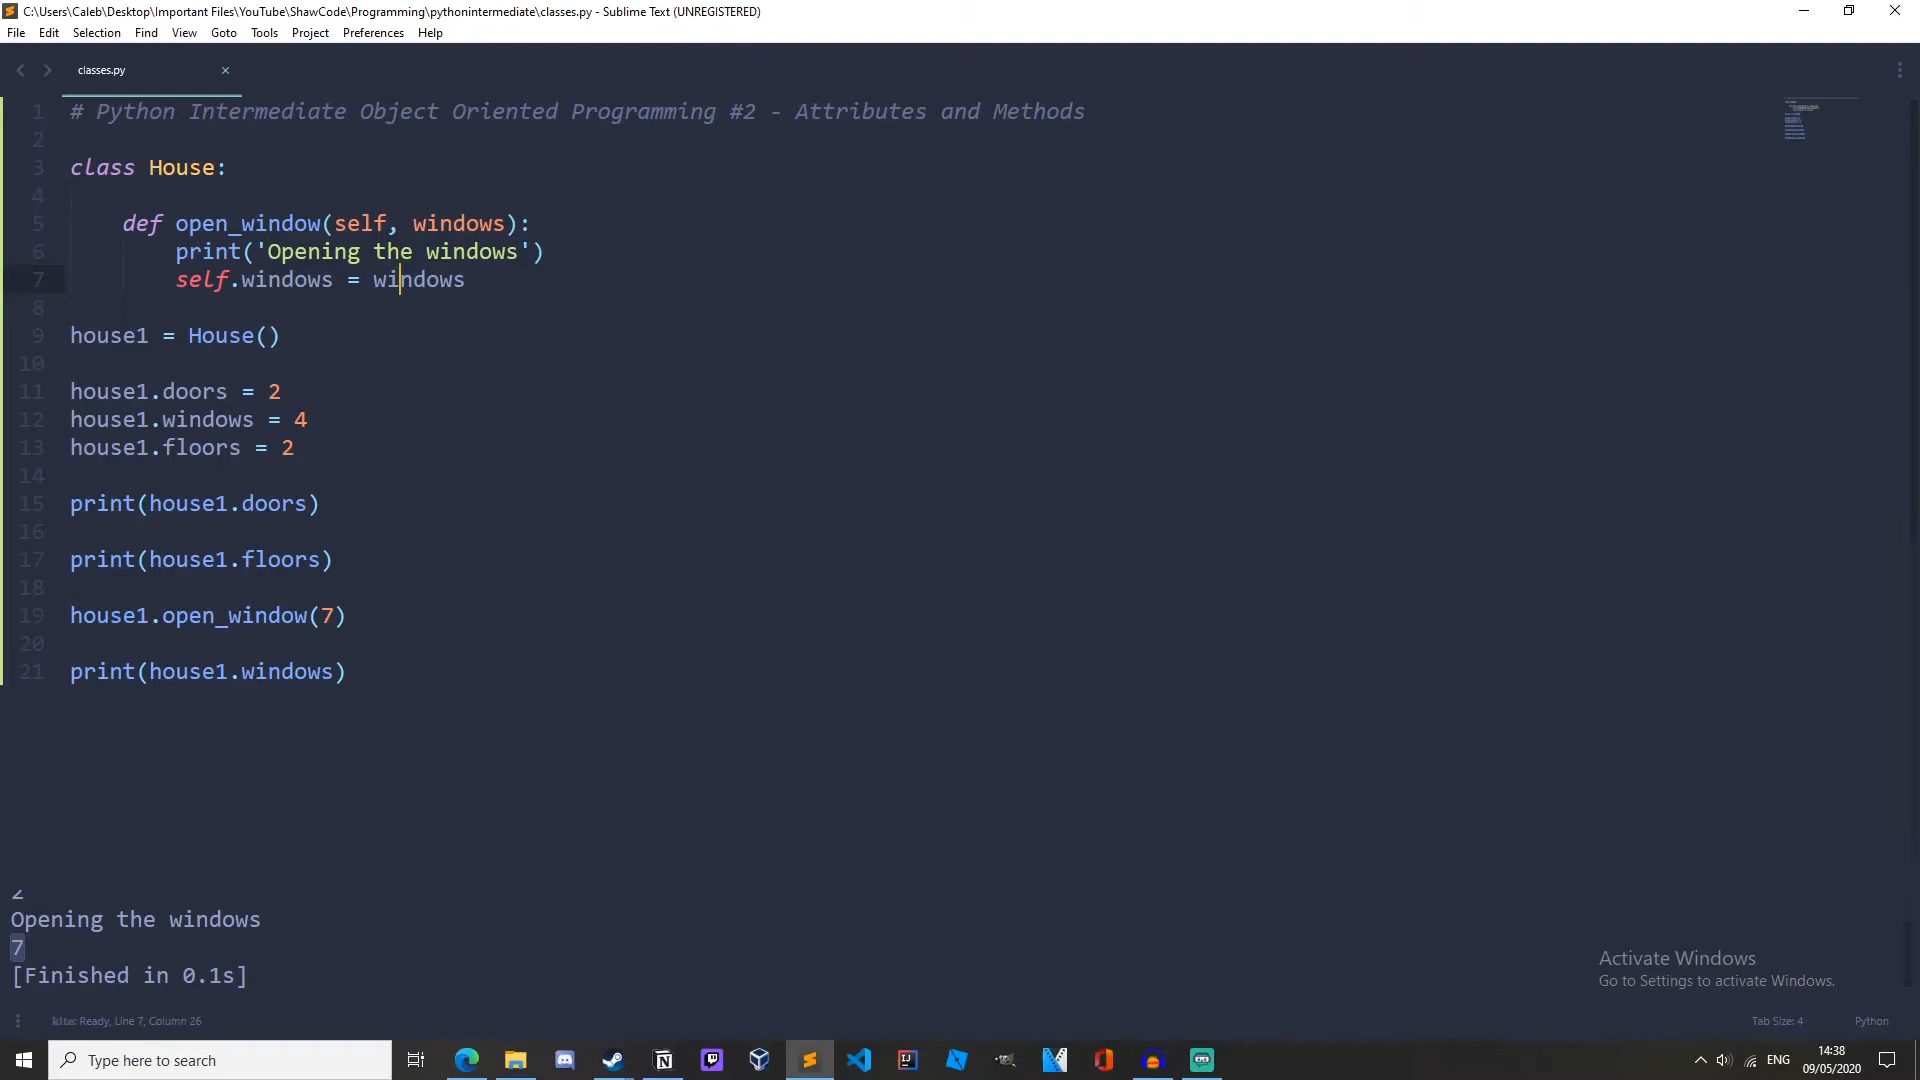 C:\Users\Caleb\Desktop\Important Files\YouTube\ShawCode\Programming\pythonintermediate\classes.py - Sublime Text (UNREGISTERED)
File Edit Selection Find View Goto Tools Project Preferences Help
classes.py
1 # Python Intermediate Object Oriented Programming #2 - Attributes and Methods
2
3 class House:
4
5     def open_window(self, windows):
6         print('Opening the windows')
7         self.windows = windows
8
9 house1 = House()
10
11 house1.doors = 2
12 house1.windows = 4
13 house1.floors = 2
14
15 print(house1.doors)
16
17 print(house1.floors)
18
19 house1.open_window(7)
20
21 print(house1.windows)
2
Opening the windows
7
[Finished in 0.1s]
Activate Windows
Go to Settings to activate Windows.
Ready, Line 7, Column 26 Tab Size: 4 Python
Type here to search ENG 14:38
09/05/2020